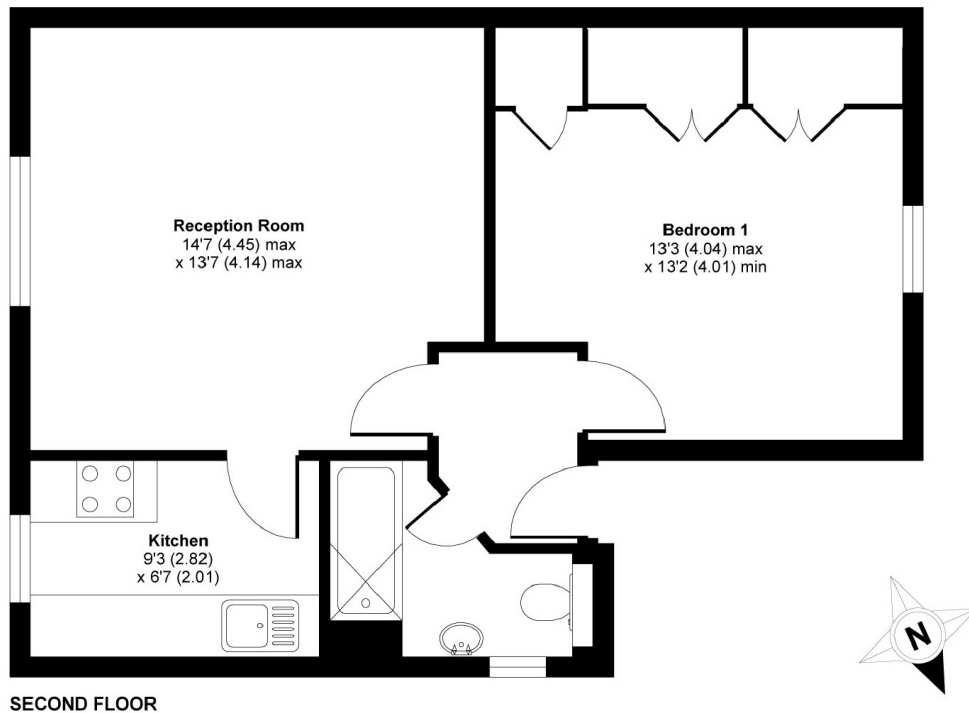 Reception Room
14'7 (4.45) max
x 13'7 (4.14) max
Bedroom 1
13'3 (4.04) max
x 13'2 (4.01) min
Kitchen
9'3 (2.82)
x 6'7 (2.01)
N
SECOND FLOOR